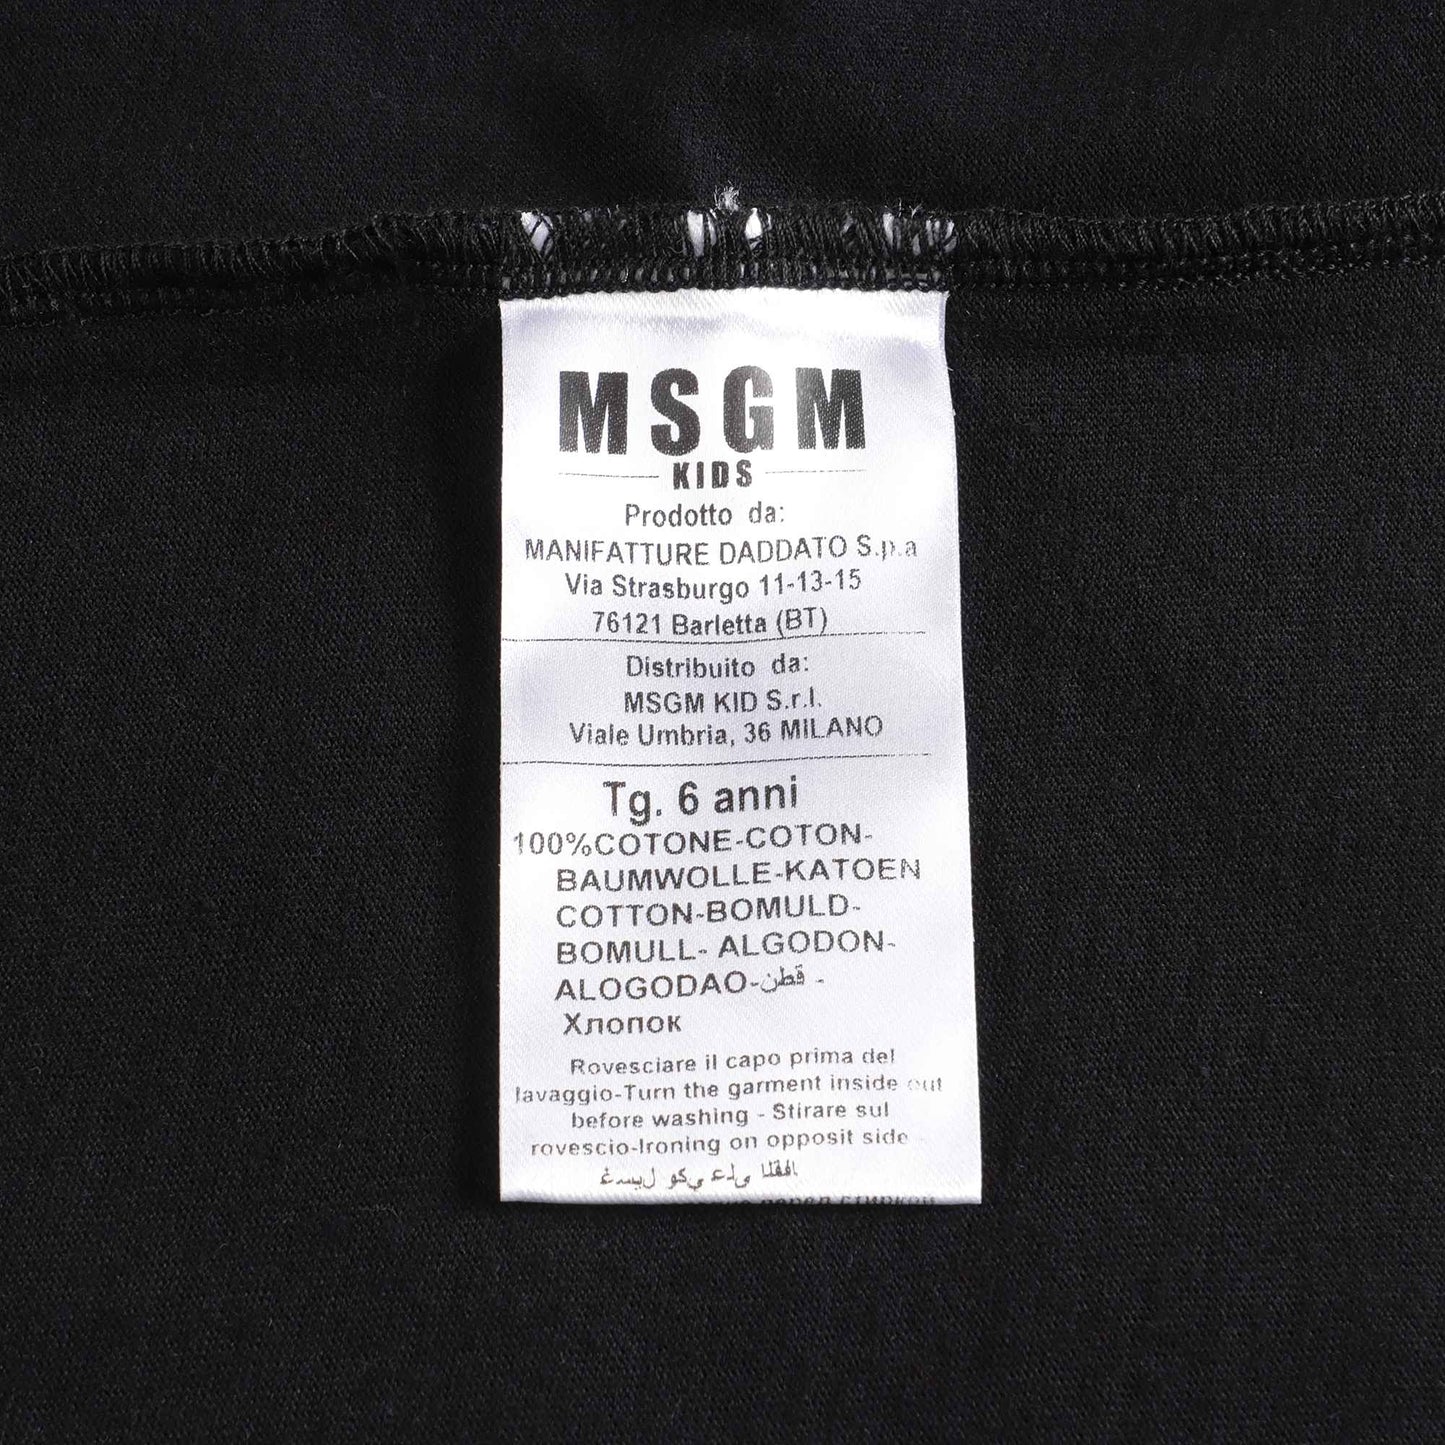 MSGM
KIDS
Prodotto da:
MANIFATTURE DADDATO S.p.a
Via Strasburgo 11-13-15
76121 Barletta (BT)
Distribuito da:
MSGM KID S.r.l.
Viale Umbria, 36 MILANO
Tg. 6 anni
100%COTONE-COTON-
BAUMWOLLE-KATOEN
COTTON-BOMULD-
BOMULL- ALGODON-
ALOGODAO-قطن -
Хлопок
Rovesciare il capo prima del
lavaggio-Turn the garment inside out
before washing - Stirare sul
rovescio-Ironing on opposit side -